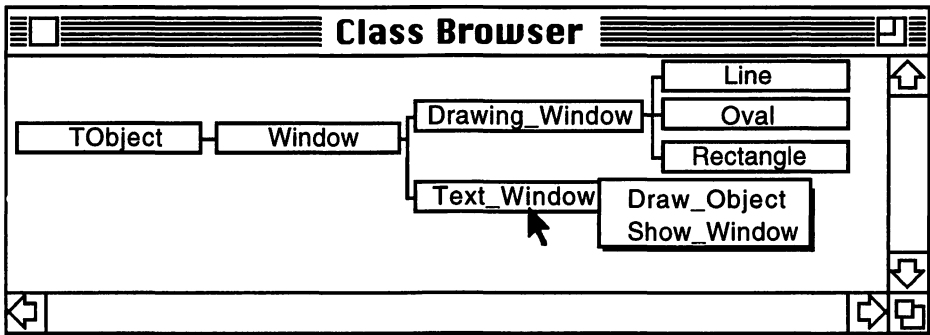 Class Browser
Line
Drawing_Window
Oval
TObject
Window
Rectangle
Text_Window
Draw_Object
Show_Window